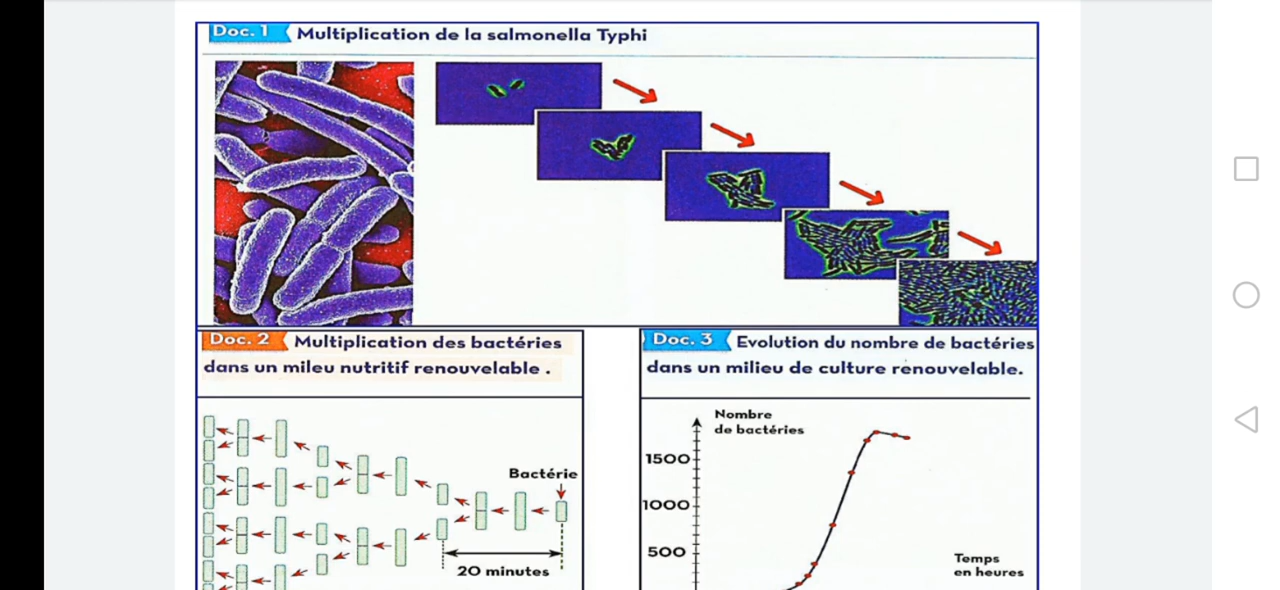 Doc. 1 Multiplication de la salmonella Typhi
Doc. 2 Multiplication des bactéries
dans un mileu nutritif renouvelable .
Bactérie
20 minutes
Doc. 3 Evolution du nombre de bactéries
dans un milieu de culture renouvelable.
Nombre
de bactéries
1500
1000
500
Temps
en heures